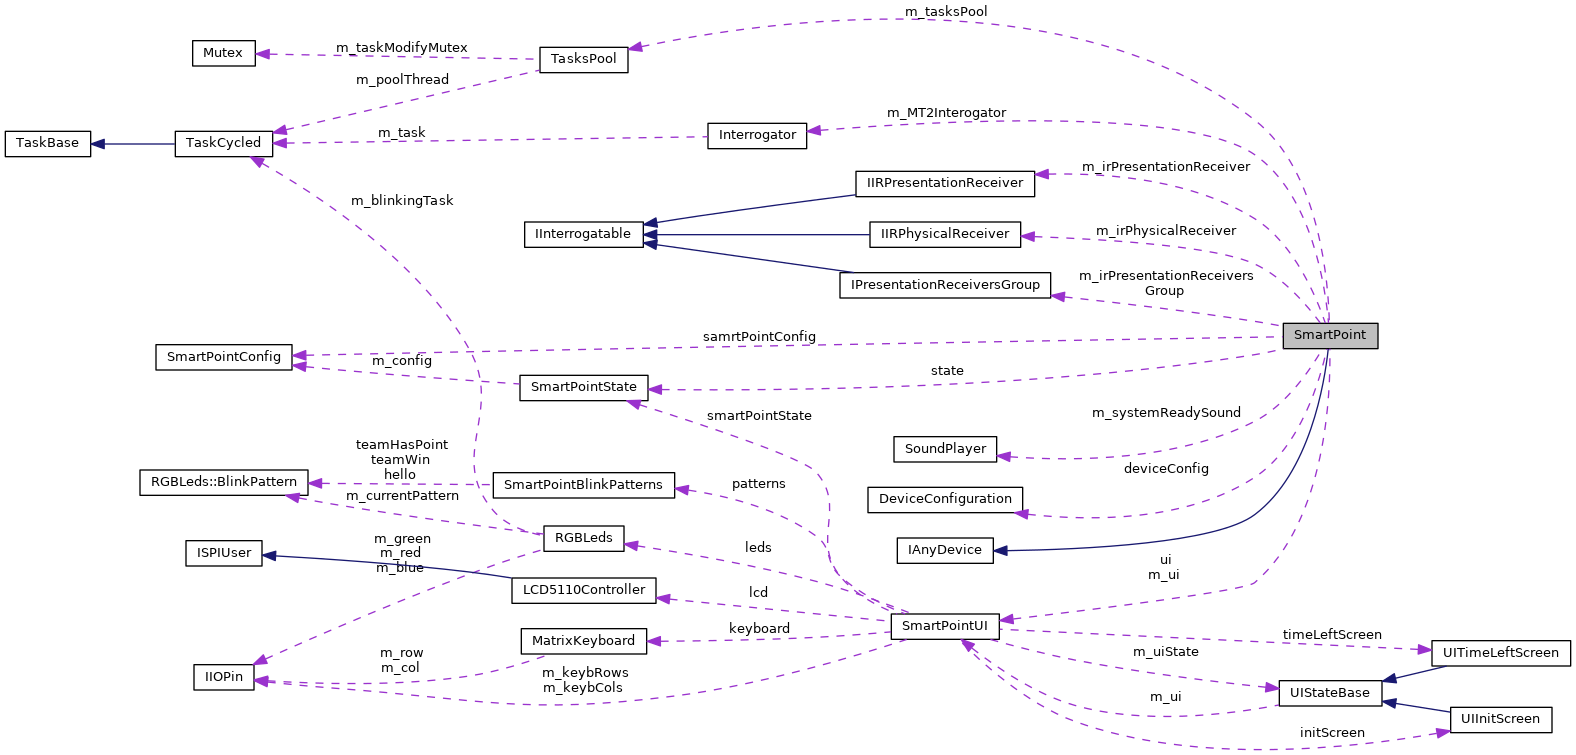 m_tasksPool
Mutex
m_taskModifyMutex
TasksPool
m_poolThread
m_MT2Interogator
TaskBase
TaskCycled
m_task
Interrogator
m_irPresentationReceiver
IIRPresentationReceiver
m_blinkingTask
IInterrogatable
IIRPhysicalReceiver
m_irPhysicalReceiver
m_irPresentationReceivers
Group
IPresentationReceiversGroup
SmartPoint
samrtPointConfig
SmartPointConfig
m_config
state
SmartPointState
smartPointState
m_systemReadySound
SoundPlayer
teamHasPoint
teamWin
hello
deviceConfig
RGBLeds::BlinkPattern
SmartPointBlinkPatterns
patterns
m_currentPattern
DeviceConfiguration
m_green
m_red
m_blue
RGBLeds
leds
ISPIUser
IAnyDevice
ui
m_ui
LCD5110Controller
lcd
SmartPointUI
keyboard
MatrixKeyboard
timeLeftScreen
UITimeLeftScreen
m_row
m_col
m_uiState
IIOPin
m_keybRows
m_keybCols
UIStateBase
m_ui
UIInitScreen
initScreen